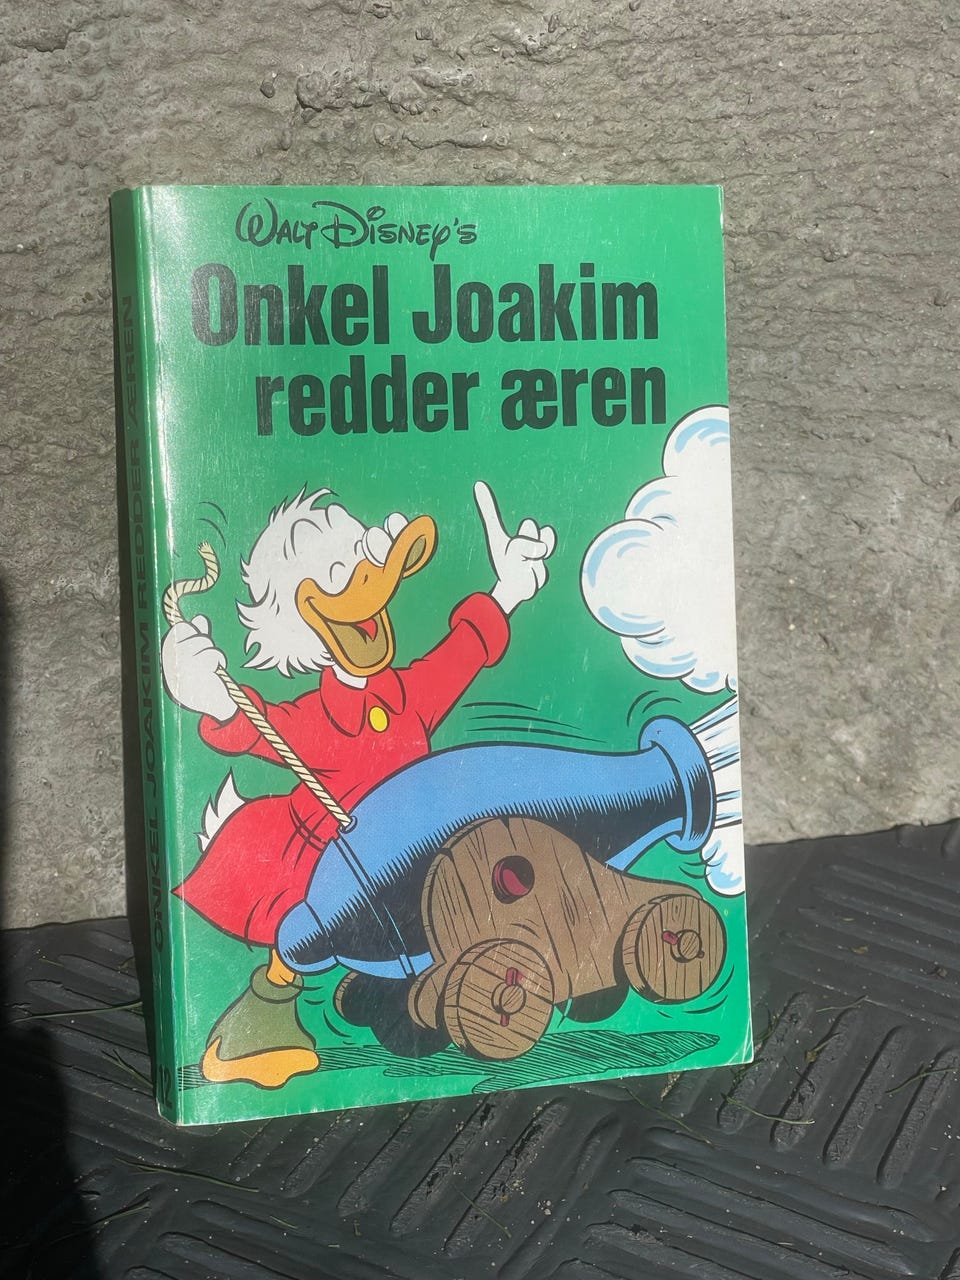 WALT DISNEY'S
Onkel Joakim
redder æren
ONKEL JOAKIM REDDER ÆREN